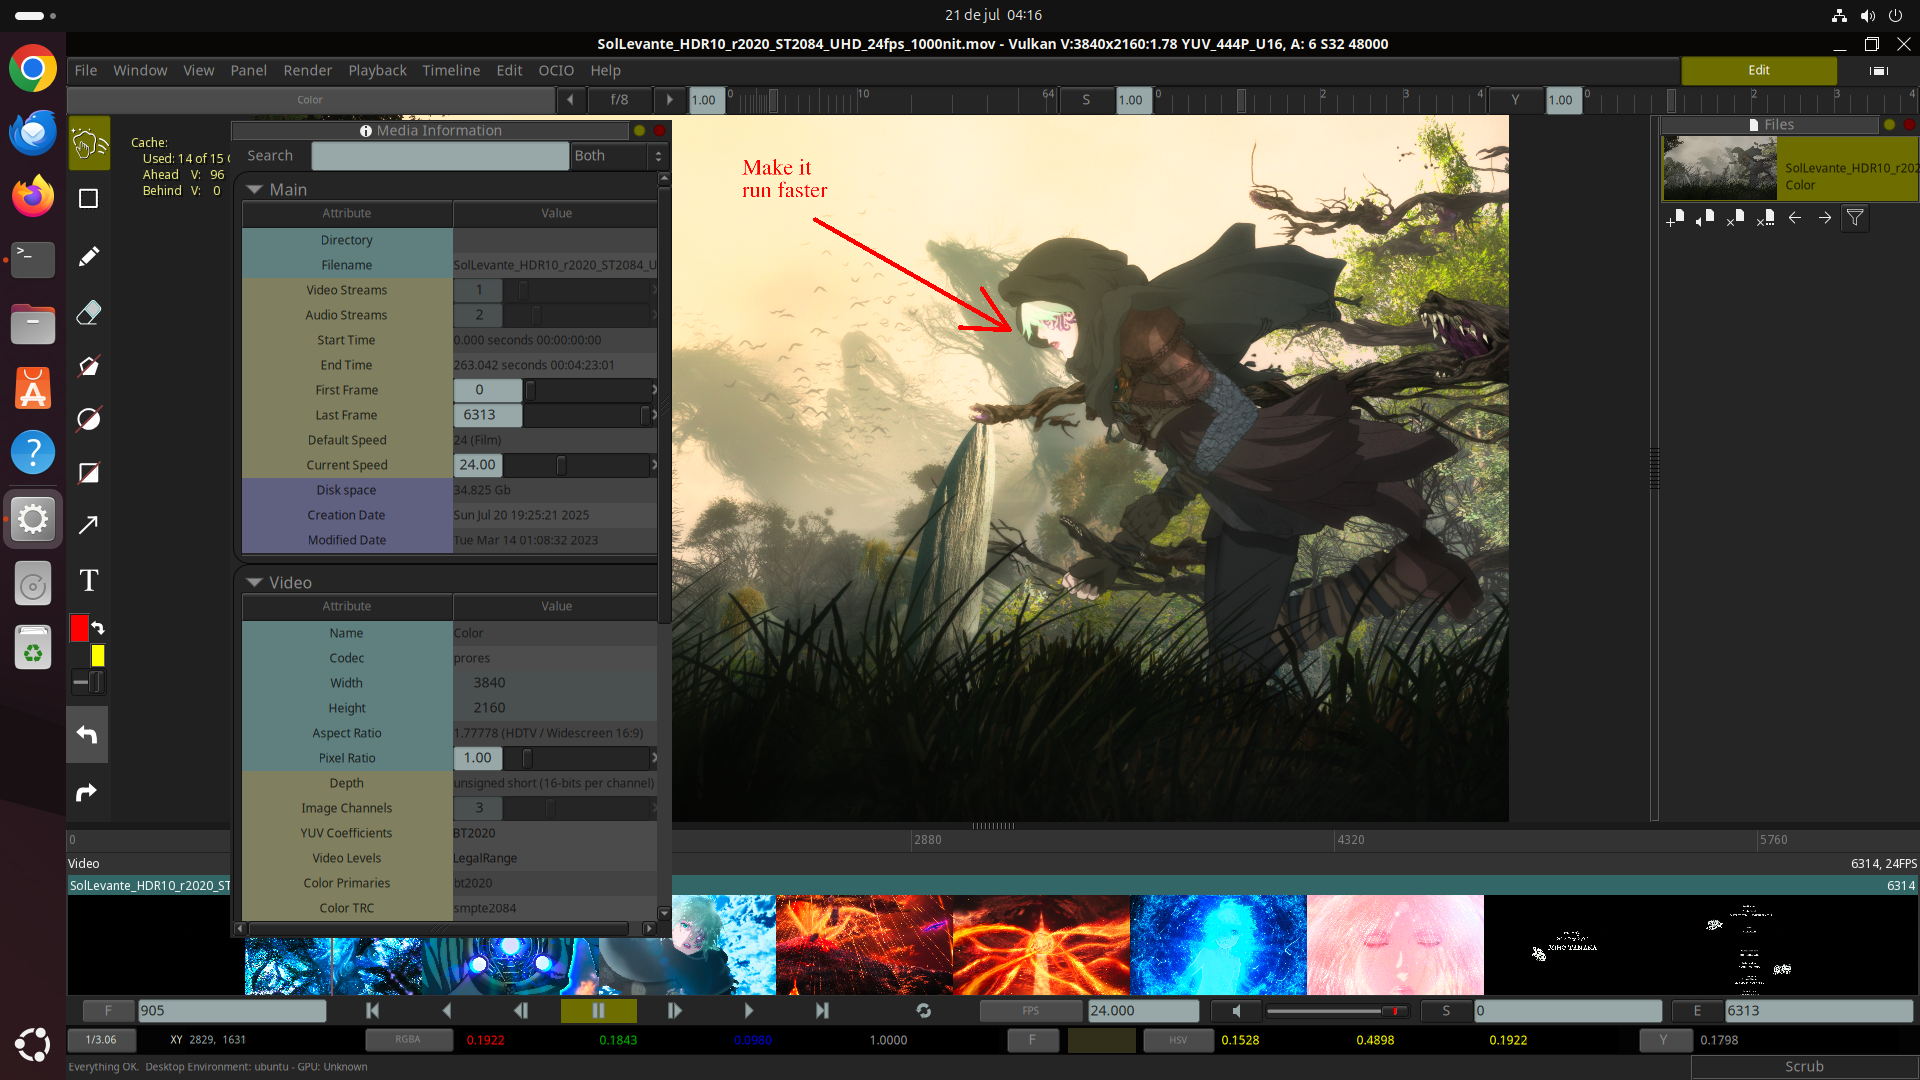 21 de jul 04:16
SolLevante_HDR10_r2020_ST2084_UHD_24fps_1000nit.mov - Vulkan V:3840x2160:1.78 YUV_444P_U16, A: 6 S32 48000
File Window View Panel Render Playback Timeline Edit OCIO Help
Edit
Color
f/8
1.00 0 10 64
S 1.00 0 2 3 4
Y 1.00 0 2 3 4
Cache:
Used: 14 of 15
Ahead V: 96
Behind V: 0
Media Information
Search
Both
Main
Attribute Value
Directory
Filename SolLevante_HDR10_r2020_ST2084_U
Video Streams 1
Audio Streams 2
Start Time 0.000 seconds 00:00:00:00
End Time 263.042 seconds 00:04:23:01
First Frame 0
Last Frame 6313
Default Speed 24 (Film)
Current Speed 24.00
Disk space 34.825 Gb
Creation Date Sun Jul 20 19:25:21 2025
Modified Date Tue Mar 14 01:08:32 2023
Video
Attribute Value
Name Color
Codec prores
Width 3840
Height 2160
Aspect Ratio 1.77778 (HDTV / Widescreen 16:9)
Pixel Ratio 1.00
Depth unsigned short (16-bits per channel)
Image Channels 3
YUV Coefficients BT2020
Video Levels LegalRange
Color Primaries bt2020
Color TRC smpte2084
Make it
run faster
Files
SolLevante_HDR10_r202
Color
T
0 2880 4320 5760
Video 6314, 24FPS
SolLevante_HDR10_r2020_ST 6314
F 905
FPS 24.000
S 0
E 6313
1/3.06 XY 2829, 1631 RGBA 0.1922 0.1843 0.0980 1.0000 F HSV 0.1528 0.4898 0.1922 Y 0.1798
Everything OK. Desktop Environment: ubuntu - GPU: Unknown
Scrub